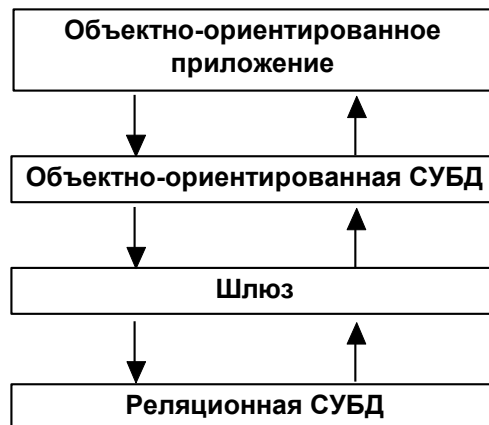 Объектно-ориентированное
приложение
Объектно-ориентированная СУБД
Шлюз
Реляционная СУБД